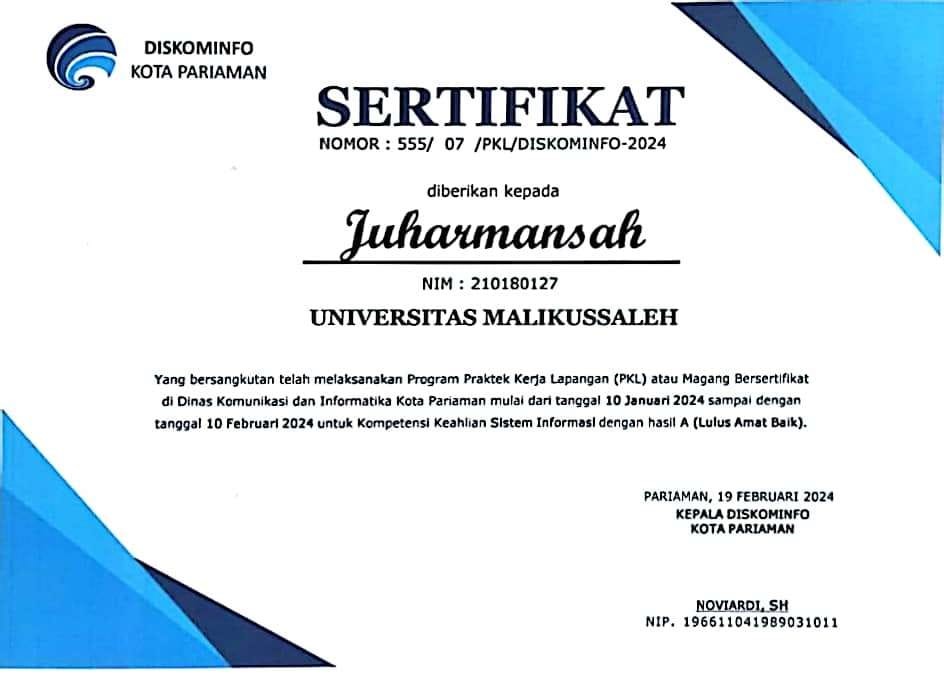 DISKOMINFO
KOTA PARIAMAN
SERTIFIKAT
NOMOR : 555/ 07 /PKL/DISKOMINFO-2024
diberikan kepada
Juharmansah
NIM : 210180127
UNIVERSITAS MALIKUSSALEH
Yang bersangkutan telah melaksanakan Program Praktek Kerja Lapangan (PKL) atau Magang Bersertifikat
di Dinas Komunikasi dan Informatika Kota Pariaman mulai dari tanggal 10 Januari 2024 sampai dengan
tanggal 10 Februari 2024 untuk Kompetensi Keahlian Sistem Informasi dengan hasil A (Lulus Amat Baik).
PARIAMAN, 19 FEBRUARI 2024
KEPALA DISKOMINFO
KOTA PARIAMAN
NOVIARDI, SH
NIP. 196611041989031011